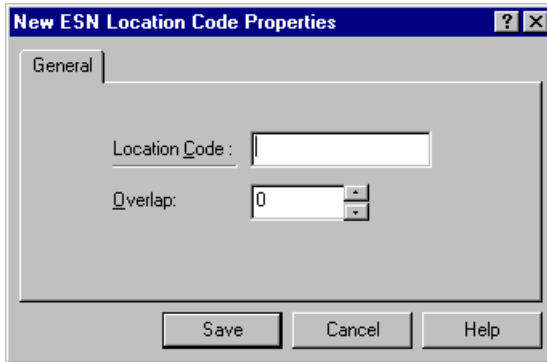 New ESN Location Code Properties
General
Location Code :
Overlap: 0
Save Cancel Help